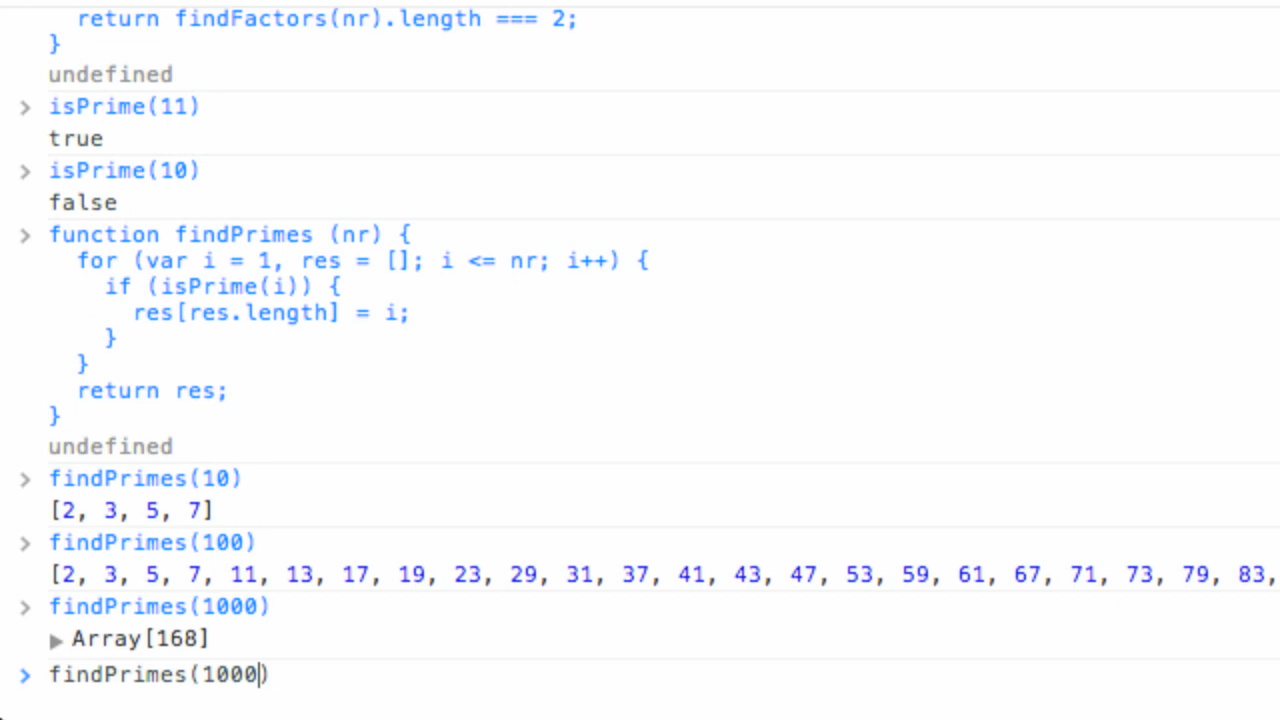 return findFactors(nr).length === 2;
}
undefined
> isPrime(11)
true
> isPrime(10)
false
> function findPrimes (nr) {
for (var i = 1, res = []; i <= nr; i++) {
if (isPrime(i)) {
res[res.length] = i;
}
}
return res;
}
undefined
> findPrimes(10)
[2, 3, 5, 7]
> findPrimes(100)
[2, 3, 5, 7, 11, 13, 17, 19, 23, 29, 31, 37, 41, 43, 47, 53, 59, 61, 67, 71, 73, 79, 83,
> findPrimes(1000)
▶ Array[168]
> findPrimes(1000)